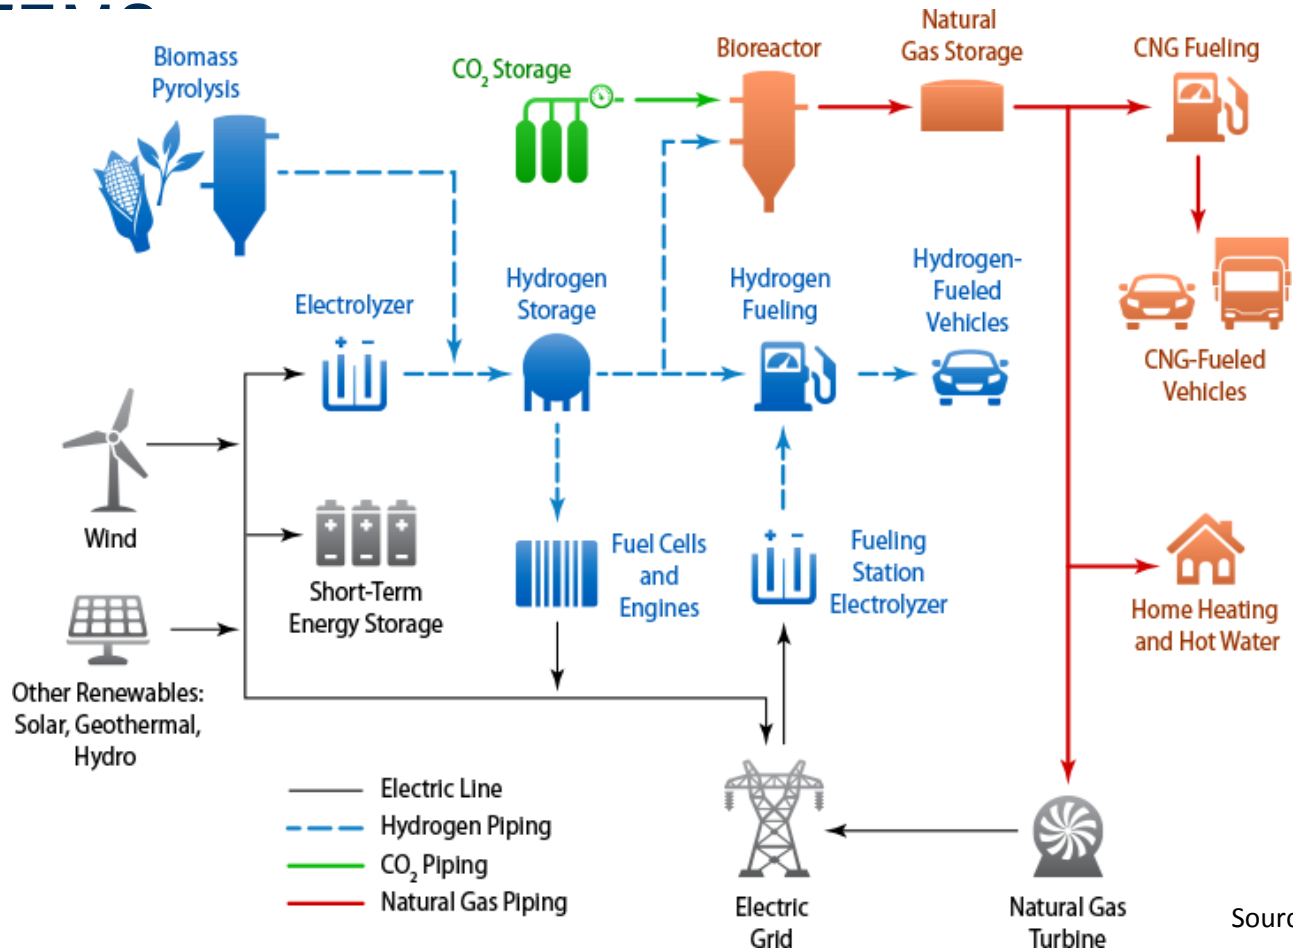 Biomass
Pyrolysis
CO2 Storage
Bioreactor
Natural
Gas Storage
CNG Fueling
Electrolyzer
+ −
Hydrogen
Storage
Hydrogen
Fueling
Hydrogen-
Fueled
Vehicles
CNG-Fueled
Vehicles
Wind
Short-Term
Energy Storage
Fuel Cells
and
Engines
+ −
Fueling
Station
Electrolyzer
Home Heating
and Hot Water
Other Renewables:
Solar, Geothermal,
Hydro
Electric Line
Hydrogen Piping
CO2 Piping
Natural Gas Piping
Electric
Grid
Natural Gas
Turbine